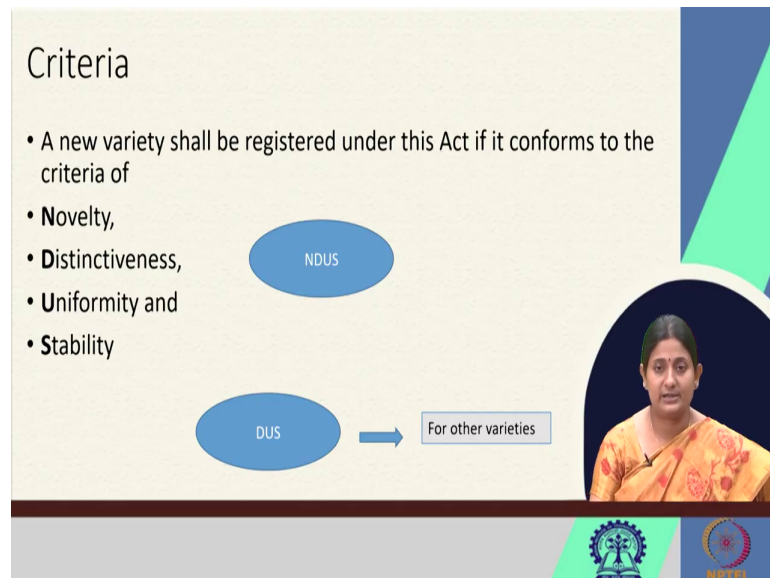 Criteria
• A new variety shall be registered under this Act if it conforms to the
criteria of
• Novelty,
• Distinctiveness,
NDUS
• Uniformity and
• Stability
DUS
For other varieties
NPTEL